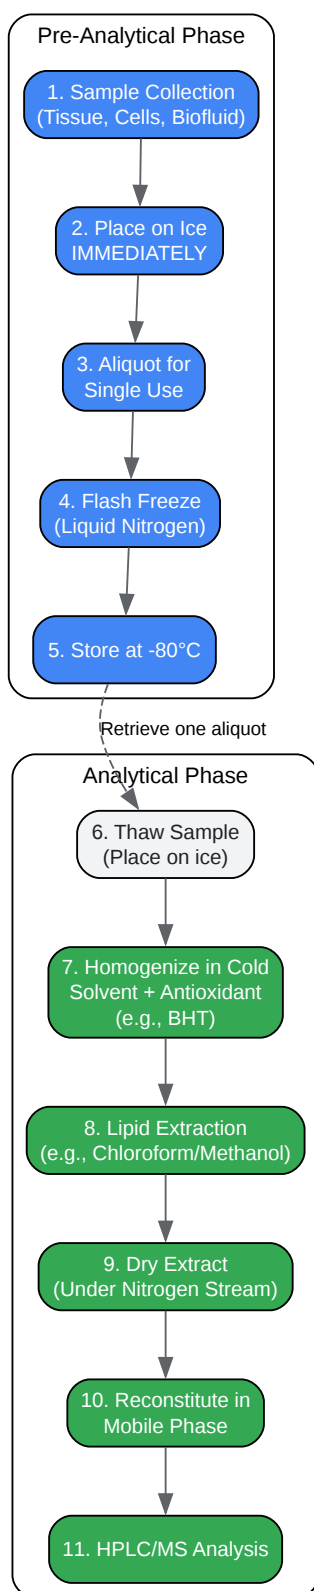 Pre-Analytical Phase
1. Sample Collection
(Tissue, Cells, Biofluid)
2. Place on Ice
IMMEDIATELY
3. Aliquot for
Single Use
4. Flash Freeze
(Liquid Nitrogen)
5. Store at -80°C
Retrieve one aliquot
Analytical Phase
6. Thaw Sample
(Place on ice)
7. Homogenize in Cold
Solvent + Antioxidant
(e.g., BHT)
8. Lipid Extraction
(e.g., Chloroform/Methanol)
9. Dry Extract
(Under Nitrogen Stream)
10. Reconstitute in
Mobile Phase
11. HPLC/MS Analysis